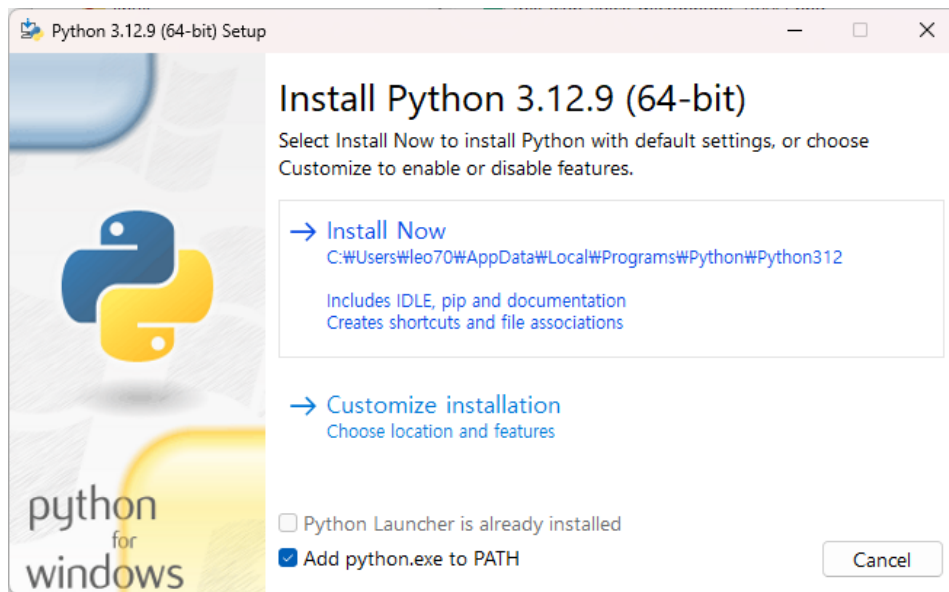 Python 3.12.9 (64-bit) Setup
Install Python 3.12.9 (64-bit)
Select Install Now to install Python with default settings, or choose
Customize to enable or disable features.
→ Install Now
C:₩Users₩leo70₩AppData₩Local₩Programs₩Python₩Python312
Includes IDLE, pip and documentation
Creates shortcuts and file associations
→ Customize installation
Choose location and features
Python Launcher is already installed
Add python.exe to PATH
Cancel
python
for
windows